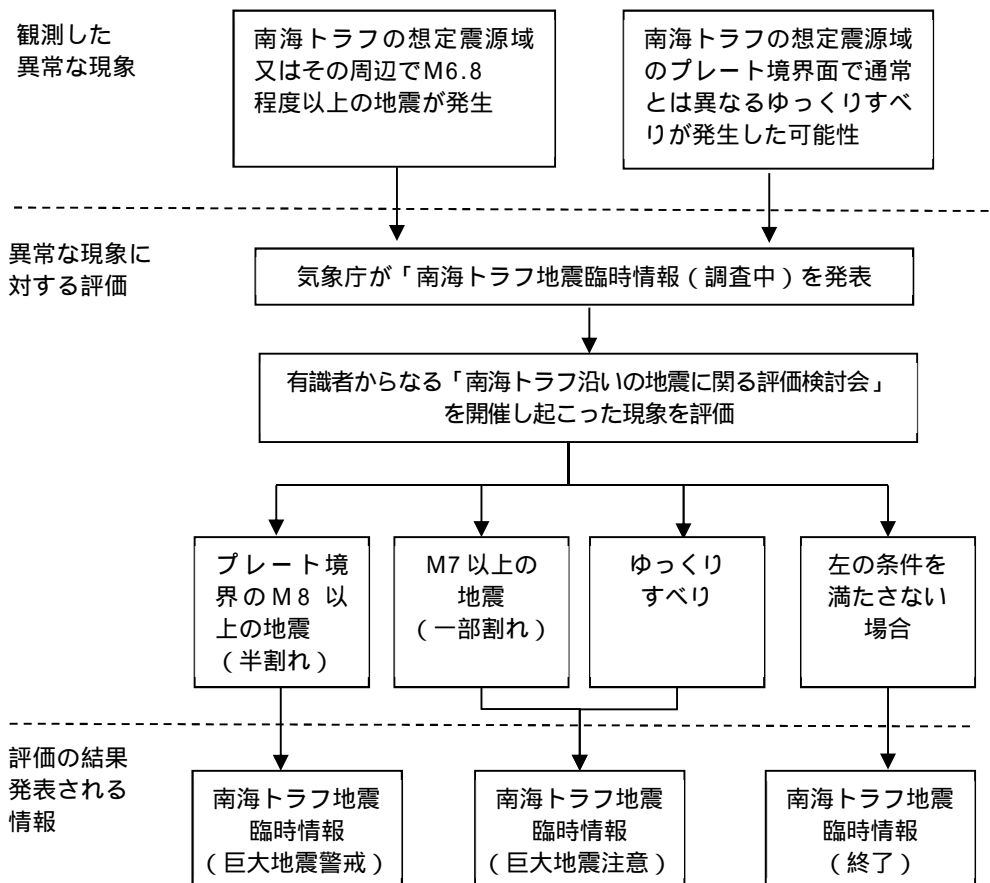 観測した
異常な現象
南海トラフの想定震源域
又はその周辺でM6.8
程度以上の地震が発生
南海トラフの想定震源域
のプレート境界面で通常
とは異なるゆっくりすべ
りが発生した可能性
異常な現象に
対する評価
気象庁が「南海トラフ地震臨時情報(調査中)を発表
有識者からなる「南海トラフ沿いの地震に関る評価検討会」
を開催し起こった現象を評価
プレート境
界のM8 以
上の地震
(半割れ)
M7 以上の
地震
(一部割れ)
ゆっくり
すべり
左の条件を
満たさない
場合
評価の結果
発表される
情報
南海トラフ地震
臨時情報
(巨大地震警戒)
南海トラフ地震
臨時情報
(巨大地震注意)
南海トラフ地震
臨時情報
(終了)